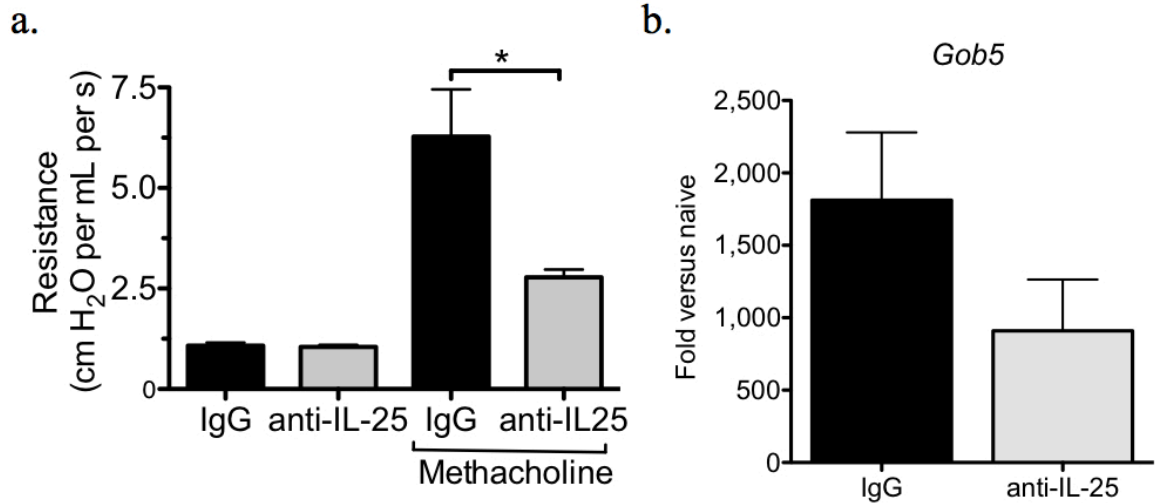 a.
Resistance
(cm H₂O per mL per s)
7.5
5.0
2.5
0
*
IgG
anti-IL-25
IgG
anti-IL25
Methacholine
b.
Gob5
Fold versus naive
2,500
2,000
1,500
1,000
500
0
IgG
anti-IL-25